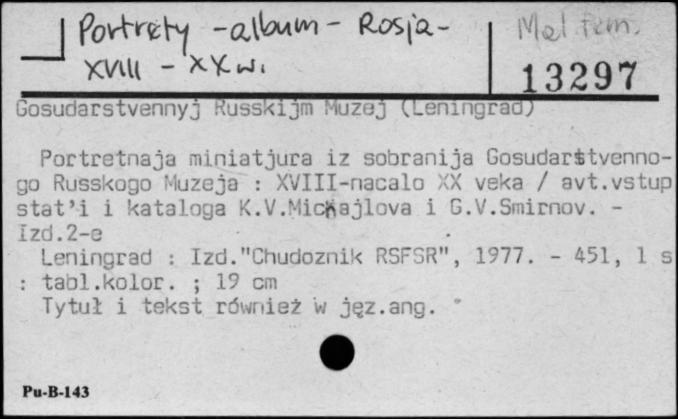 Portrety - album - Rosja -
XVIII - XX w.
Mal
13297
Gosudarstvennyj Russkijm Muzej (Leningrad)
Portretnaja miniatjura iz sobranija Gosudarstvenno-
go Russkogo Muzeja : XVIII-nacalo XX veka / avt.vstup
stat'i i kataloga K.V.Michajlova i G.V.Smirnov. -
Izd.2-e
Leningrad : Izd."Chudoznik RSFSR", 1977. - 451, 1 s
: tabl.kolor. ; 19 cm
Tytuł i tekst również w jęz.ang.
Pu-B-143